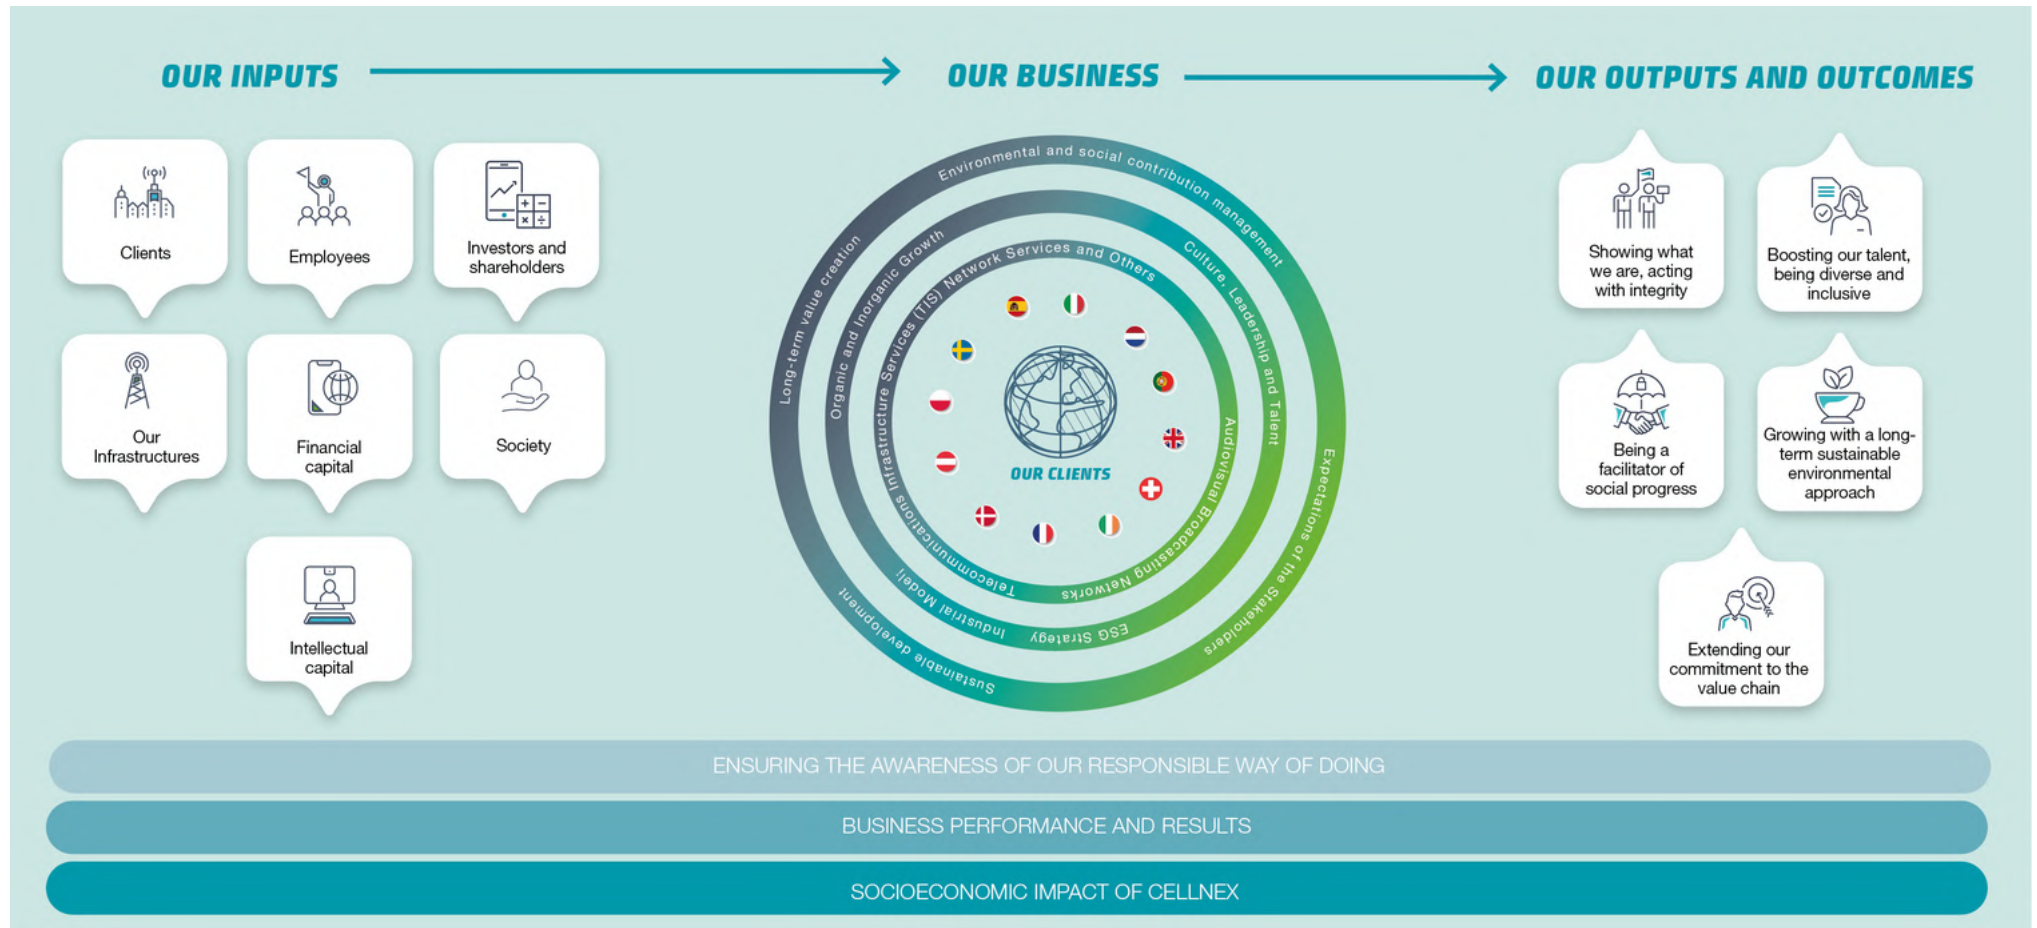 OUR INPUTS
OUR BUSINESS
OUR OUTPUTS AND OUTCOMES
Clients
Employees
Investors and
shareholders
Our
Infrastructures
Financial
capital
Society
Intellectual
capital
Environmental and social contribution management
Long-term value creation
Expectations of the Stakeholders
Sustainable development
Organic and Inorganic Growth
Culture, Leadership and Talent
Industrial Modeli
ESG Strategy
Telecommunications Infrastructure Services (TIS) Network Services and Others
Audiovisual Broadcasting Networks
OUR CLIENTS
Showing what
we are, acting
with integrity
Boosting our talent,
being diverse and
inclusive
Being a
facilitator of
social progress
Growing with a long-
term sustainable
environmental
approach
Extending our
commitment to the
value chain
ENSURING THE AWARENESS OF OUR RESPONSIBLE WAY OF DOING
BUSINESS PERFORMANCE AND RESULTS
SOCIOECONOMIC IMPACT OF CELLNEX